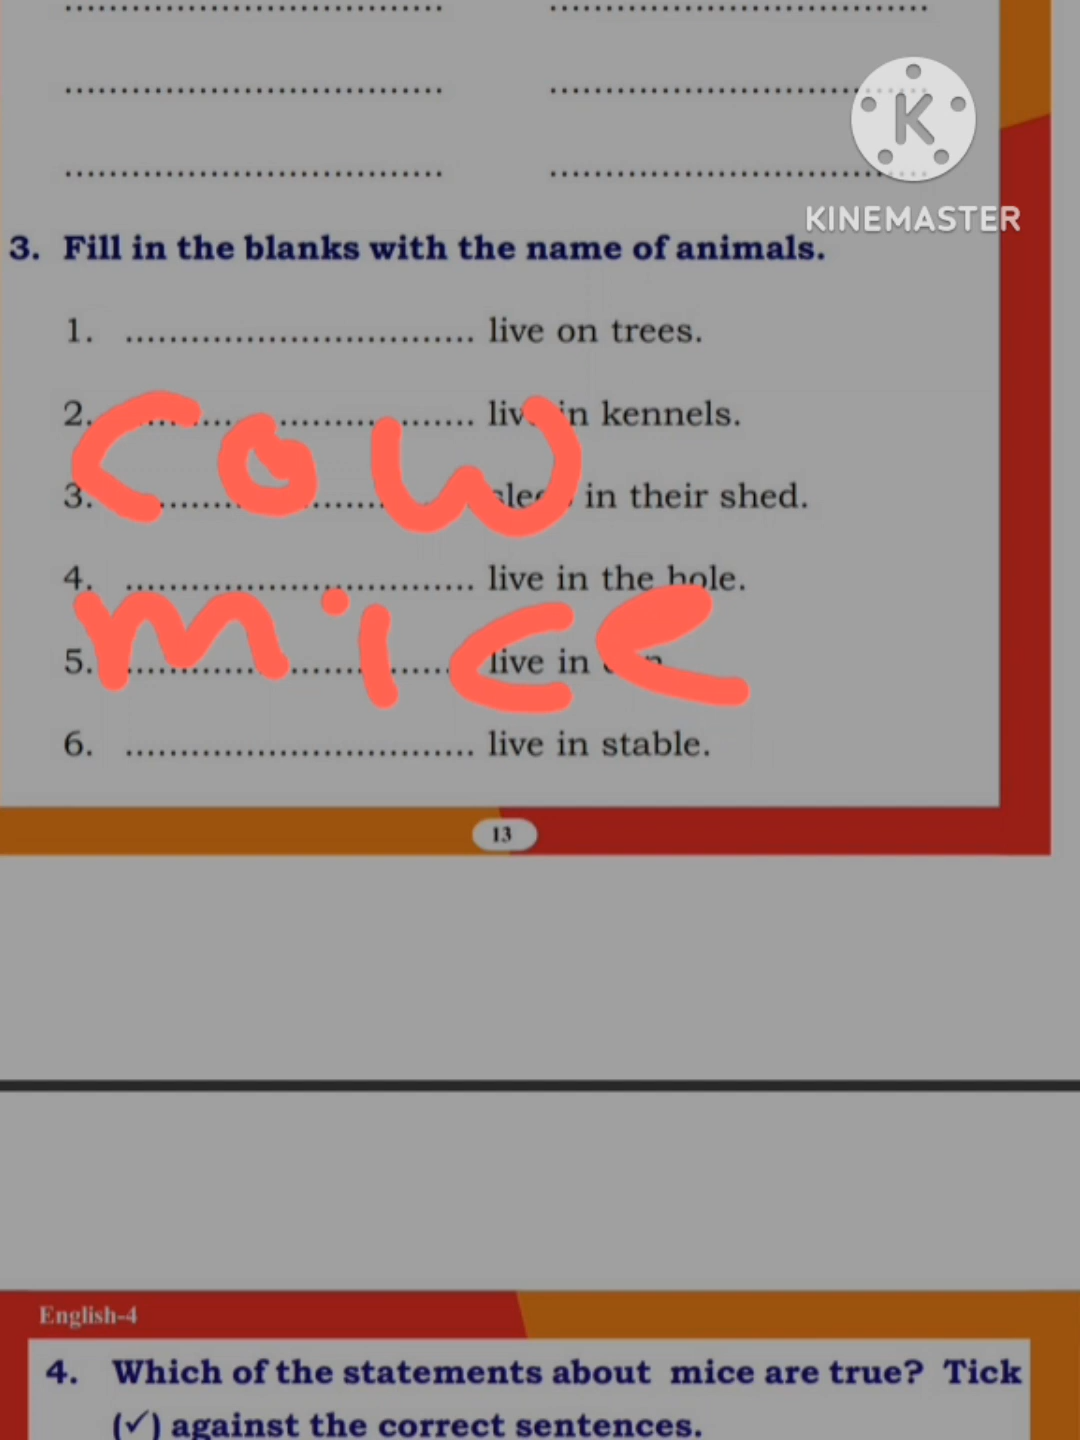 K
KINEMASTER
3. Fill in the blanks with the name of animals.
1. ................................ live on trees.
2. ................................ live in kennels.
cow
3. ................................ sleep in their shed.
4. ................................ live in the hole.
mice
5. ................................ live in
6. ................................ live in stable.
13
English-4
4. Which of the statements about mice are true? Tick
(✓) against the correct sentences.